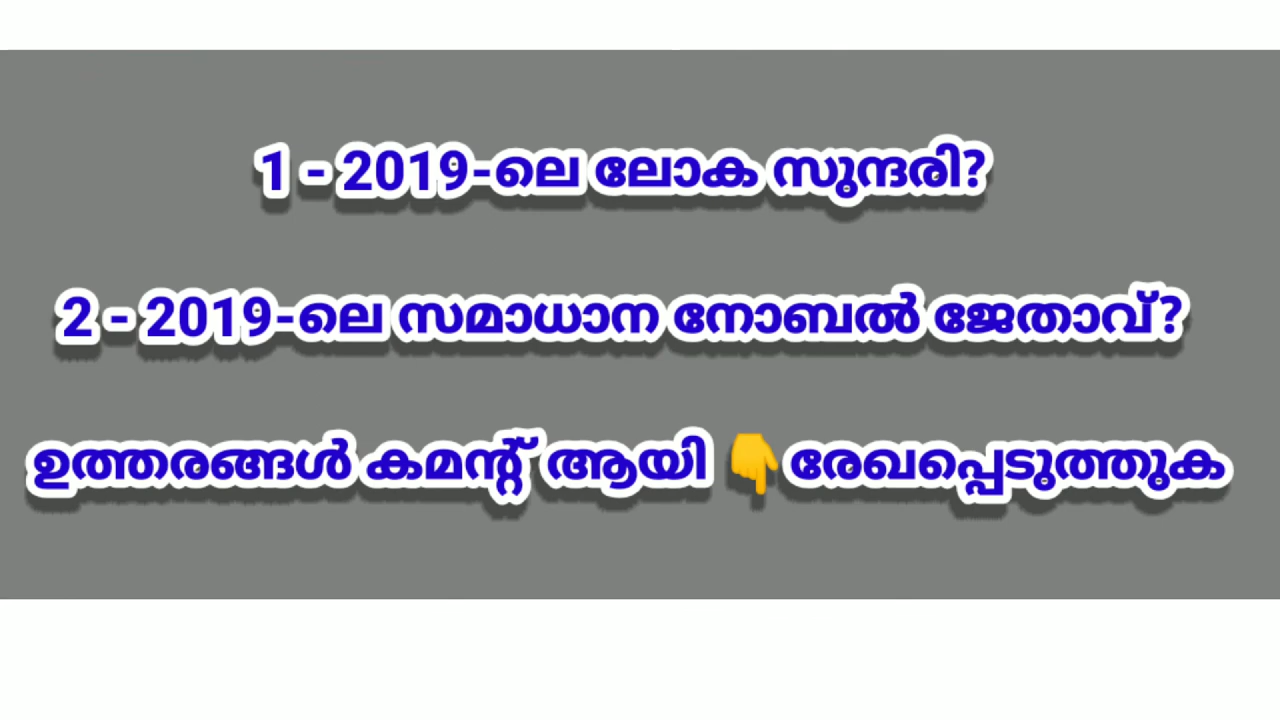 1 - 2019-ലെ ലോക സുന്ദരി?
2 - 2019-ലെ സമാധാന നോബൽ ജേതാവ്?
ഉത്തരങ്ങൾ കമന്റ് ആയി 👇രേഖപ്പെടുത്തുക